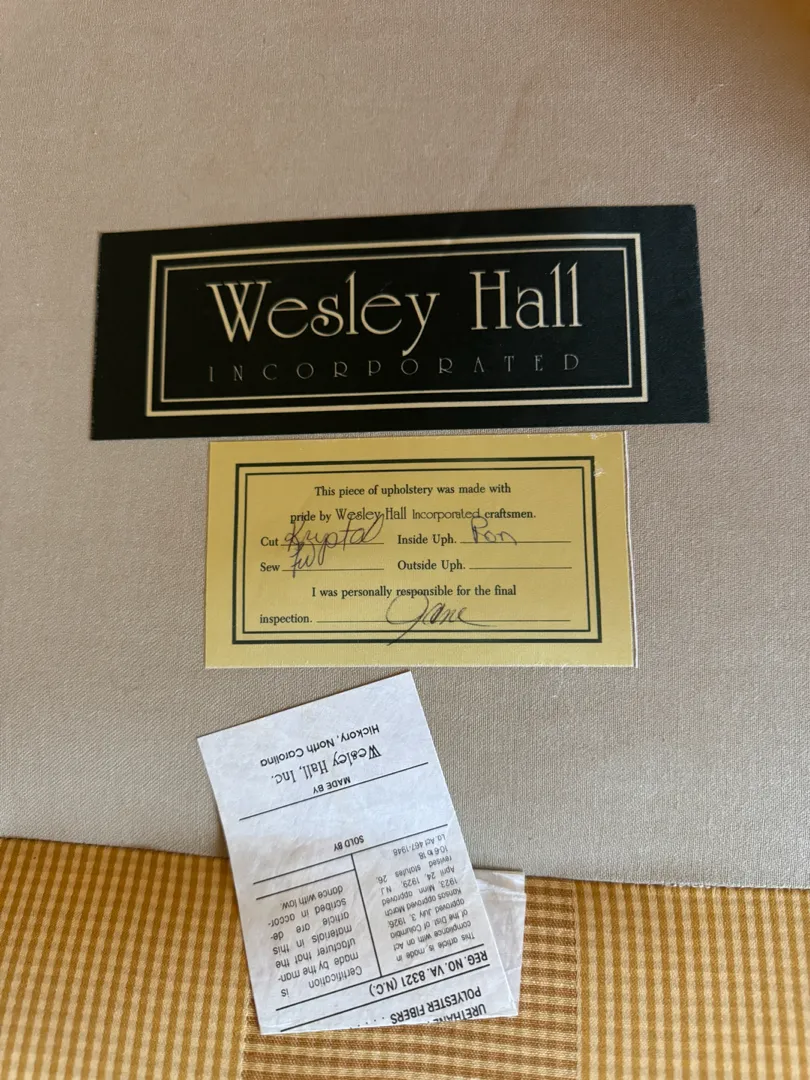 Wesley Hall
INCORPORATED
This piece of upholstery was made with
pride by Wesley Hall Incorporated craftsmen.
Cut Krystal Inside Uph. Ron
Sew Outside Uph.
I was personally responsible for the final
inspection. Jane
URETHANE
POLYESTER FIBERS
REG. NO. VA. 8321 (N.C.)
This article is made in
compliance with an Act
of the Dist of Columbia
approved July 3, 1926,
Kansas approved March
1923, Minn. approved
April 24, 1929, N.J.
revised statutes 26.
10:6 to 18
La. Act 467-1948
Certification is
made by the man-
ufacturer that the
materials in this
article are de-
scribed in accor-
dance with law.
SOLD BY
MADE BY
Wesley Hall, Inc.
Hickory, North Carolina